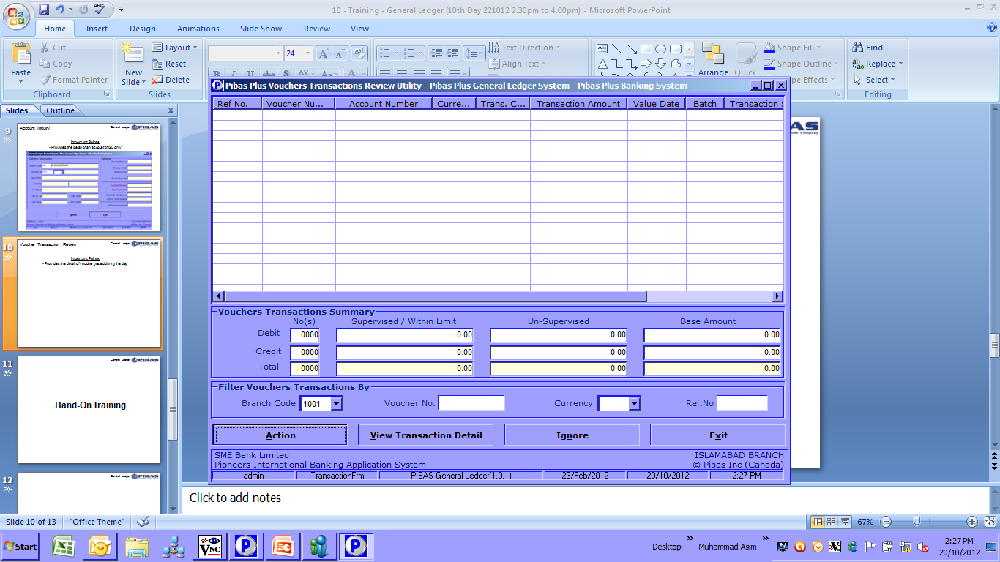 10 - Training - General Ledger (10th Day 221012 2.30pm to 4.00pm) - Microsoft PowerPoint
Home Insert Design Animations Slide Show Review View
Cut
Copy
Format Painter
Paste
Clipboard
New Slide
Layout
Reset
Delete
Slides
24
Text Direction
Align Text
Arrange
Quick
Shape Fill
Shape Outline
Effects
Find
Replace
Select
Editing
Slides Outline
9
Account Inquiry General Ledger PIBAS
Important Points
- Provides the detail of an account of GL only
10
Voucher Transaction Review General Ledger PIBAS
Important Points
- Provides the detail of voucher posted during the day
11
General Ledger PIBAS
Hand-On Training
12
General Ledger PIBAS
Pibas Plus Vouchers Transactions Review Utility - Pibas Plus General Ledger System - Pibas Plus Banking System
Ref No. Voucher Nu... Account Number Curre... Trans. C... Transaction Amount Value Date Batch Transaction S
Vouchers Transactions Summary
No(s) Supervised / Within Limit Un-Supervised Base Amount
Debit 0000 0.00 0.00 0.00
Credit 0000 0.00 0.00 0.00
Total 0000 0.00 0.00 0.00
Filter Vouchers Transactions By
Branch Code 1001 Voucher No. Currency Ref.No
Action View Transaction Detail Ignore Exit
SME Bank Limited ISLAMABAD BRANCH
Pioneers International Banking Application System © Pibas Inc (Canada)
admin TransactionFrm PIBAS General Ledger(1.0.1) 23/Feb/2012 20/10/2012 2:27 PM
Click to add notes
Slide 10 of 13 "Office Theme" 67%
Start Desktop Muhammad Asim 2:27 PM
20/10/2012